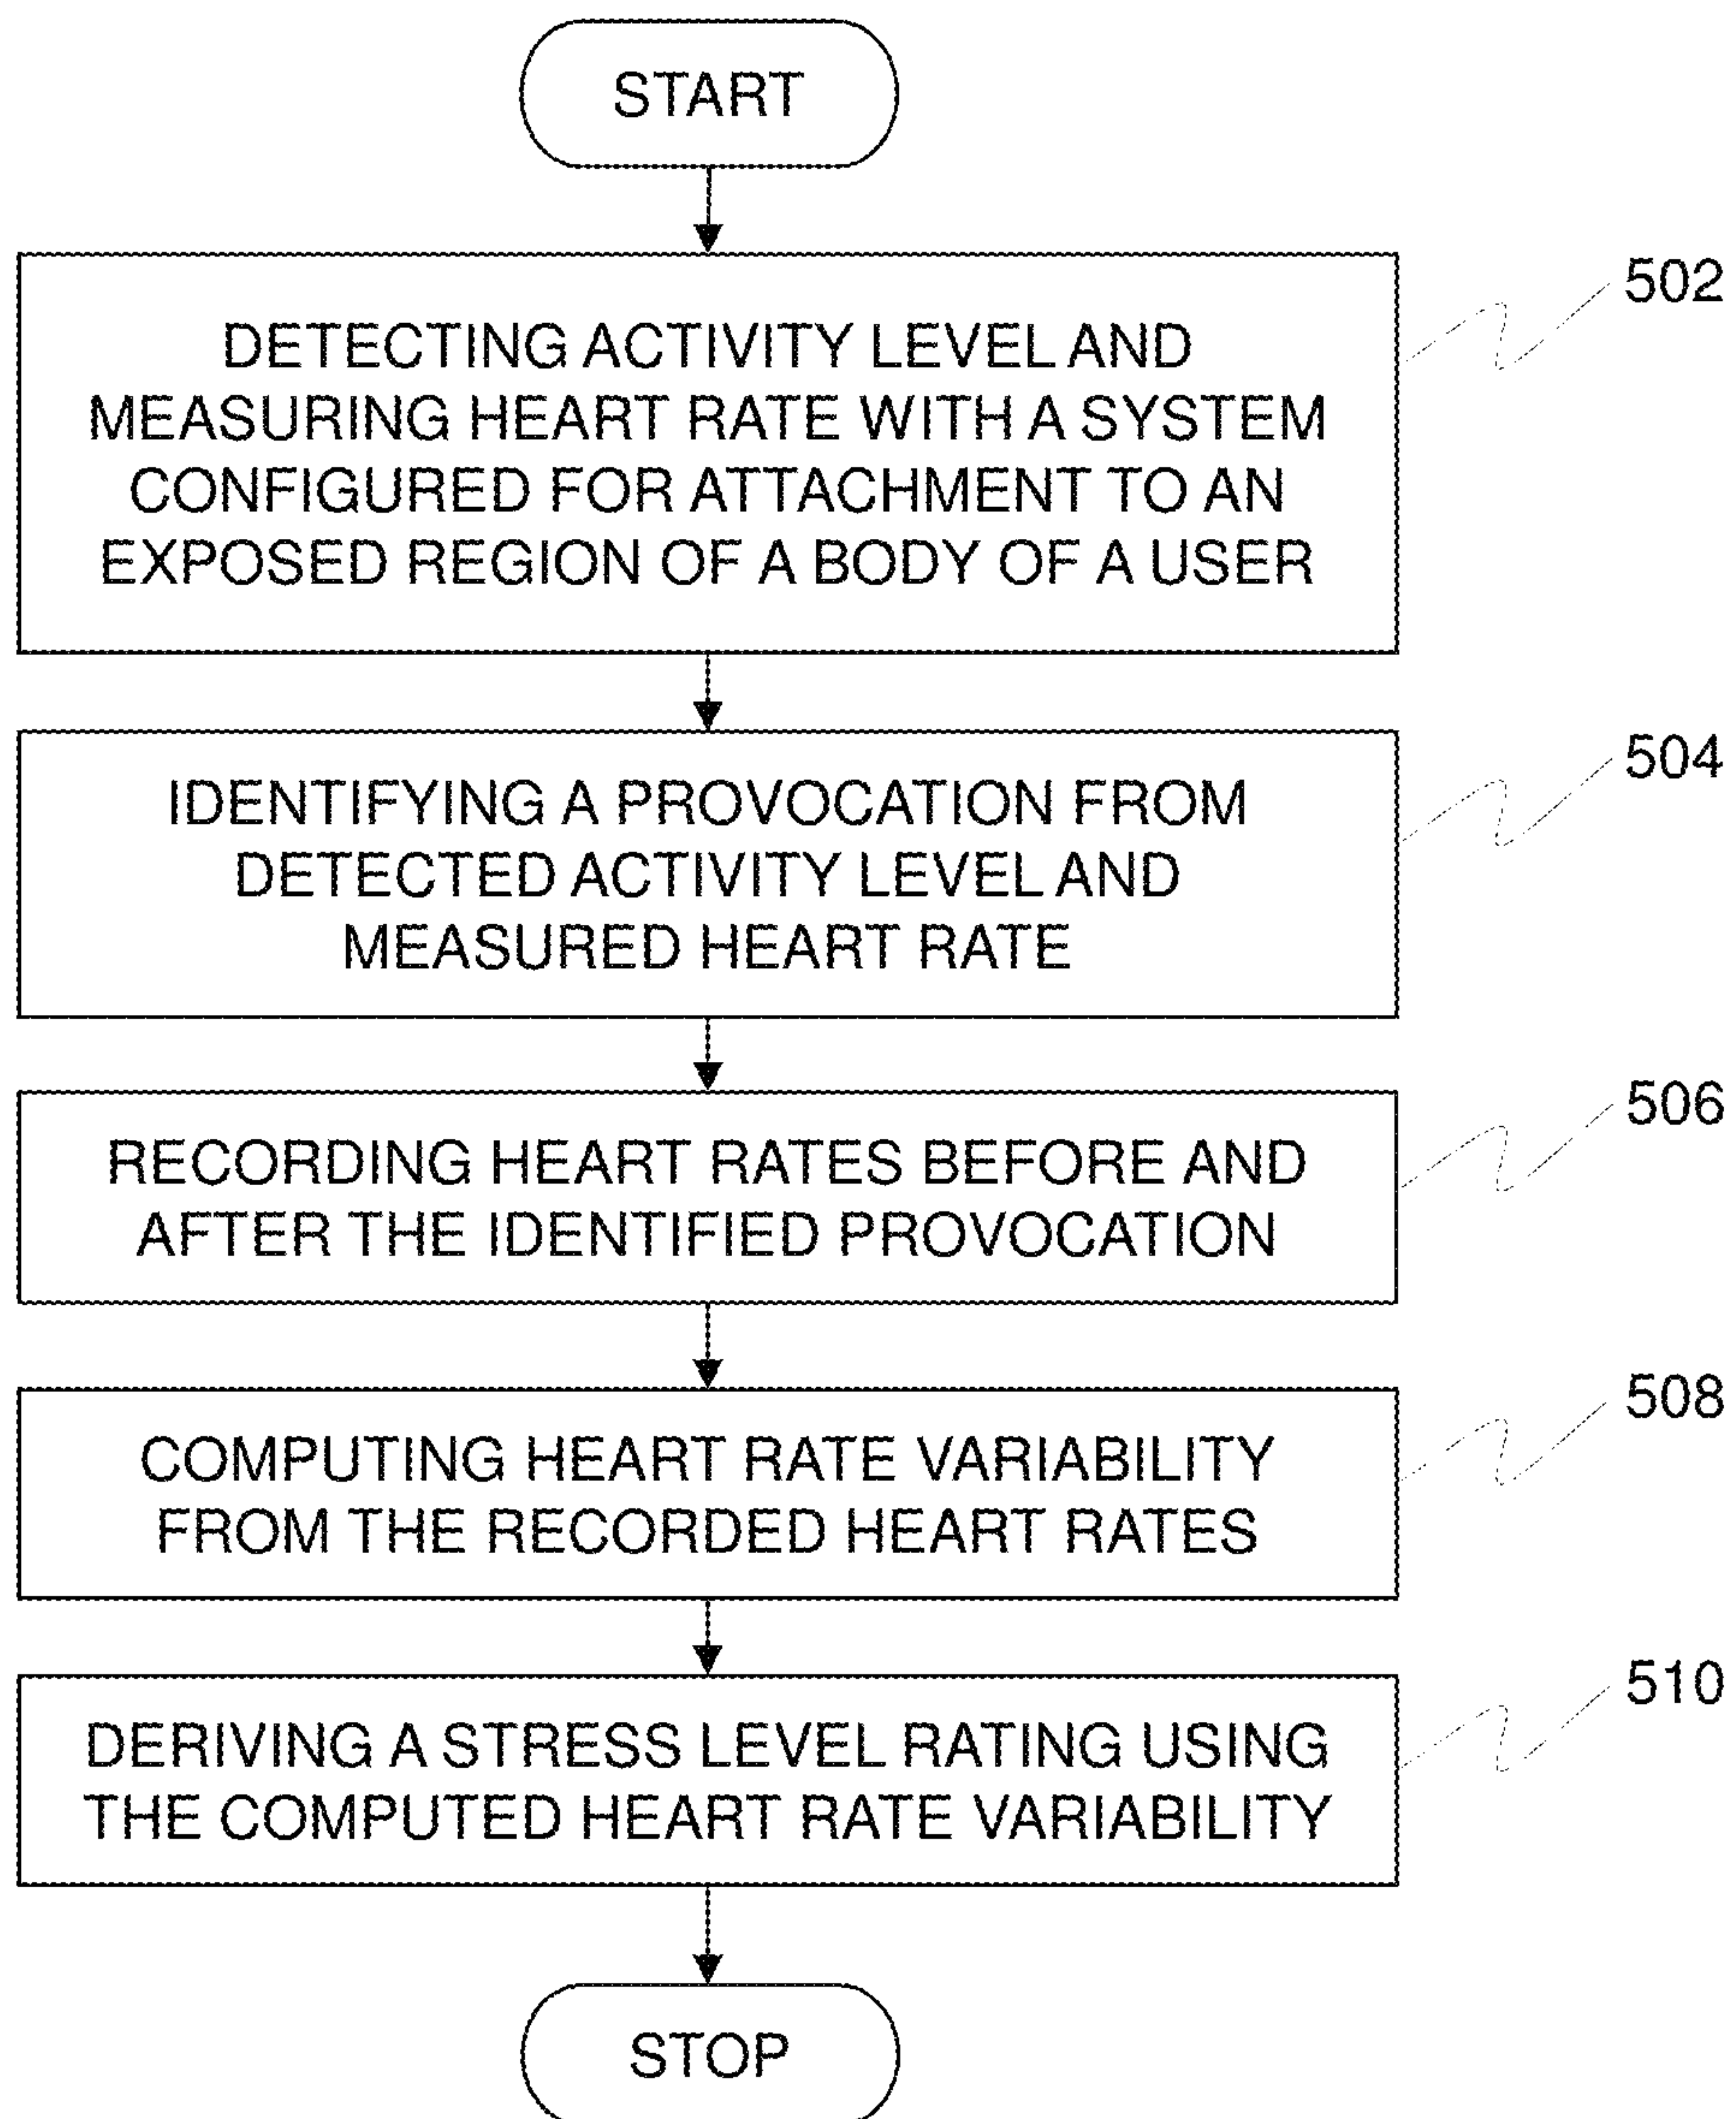 START
502
DETECTING ACTIVITY LEVEL AND
MEASURING HEART RATE WITH A SYSTEM
CONFIGURED FOR ATTACHMENT TO AN
EXPOSED REGION OF A BODY OF A USER
504
IDENTIFYING A PROVOCATION FROM
DETECTED ACTIVITY LEVEL AND
MEASURED HEART RATE
506
RECORDING HEART RATES BEFORE AND
AFTER THE IDENTIFIED PROVOCATION
508
COMPUTING HEART RATE VARIABILITY
FROM THE RECORDED HEART RATES
510
DERIVING A STRESS LEVEL RATING USING
THE COMPUTED HEART RATE VARIABILITY
STOP